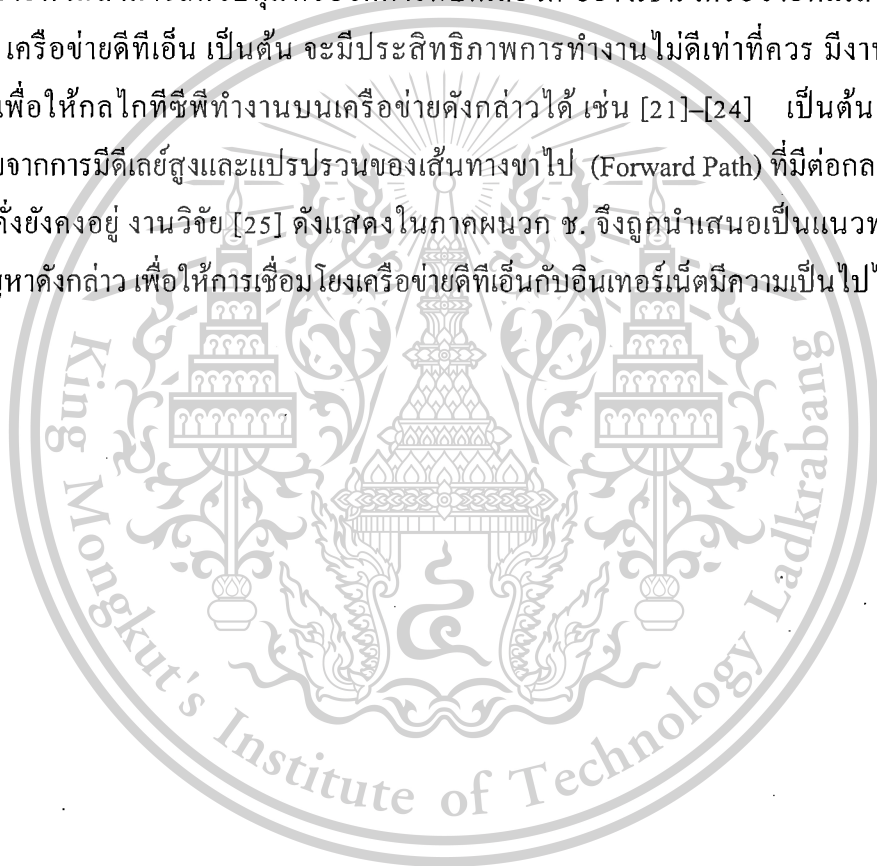 เครือข่ายดีทีเอ็น เป็นต้น จะมีประสิทธิภาพการทำงานไม่ดีเท่าที่ควร มีงาน
เพื่อให้กลไกทีซีพีทำงานบนเครือข่ายดังกล่าวได้ เช่น [21]–[24] เป็นต้น
จากการมีดีเลย์สูงและแปรปรวนของเส้นทางขาไป (Forward Path) ที่มีต่อกล
คั่งยังคงอยู่ งานวิจัย [25] ดังแสดงในภาคผนวก ช. จึงถูกนำเสนอเป็นแนวท
หาดังกล่าว เพื่อให้การเชื่อมโยงเครือข่ายดีทีเอ็นกับอินเทอร์เน็ตมีความเป็นไปไ
King Mongkut's Institute of Technology Ladkrabang